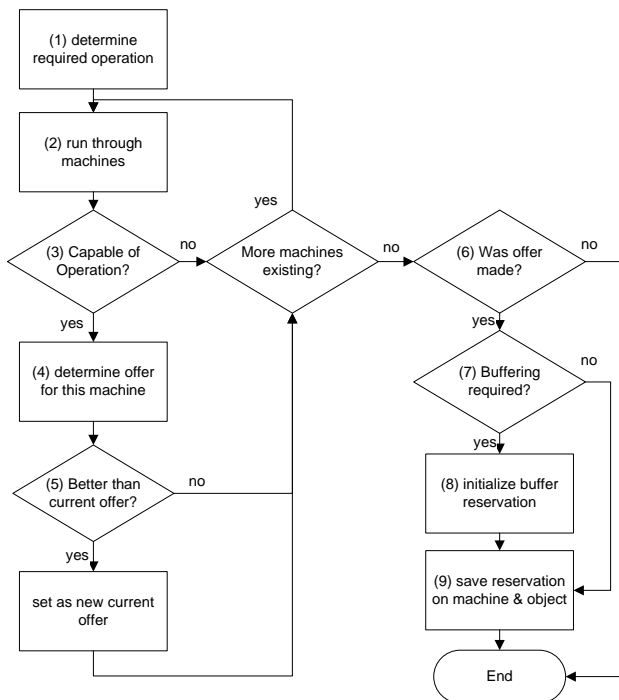 (1) determine
required operation
(2) run through
machines
yes
(3) Capable of
Operation?
no
More machines
existing?
no
(6) Was offer
made?
no
yes
yes
(4) determine offer
for this machine
(7) Buffering
required?
no
yes
(5) Better than
current offer?
no
(8) initialize buffer
reservation
yes
set as new current
offer
(9) save reservation
on machine & object
End